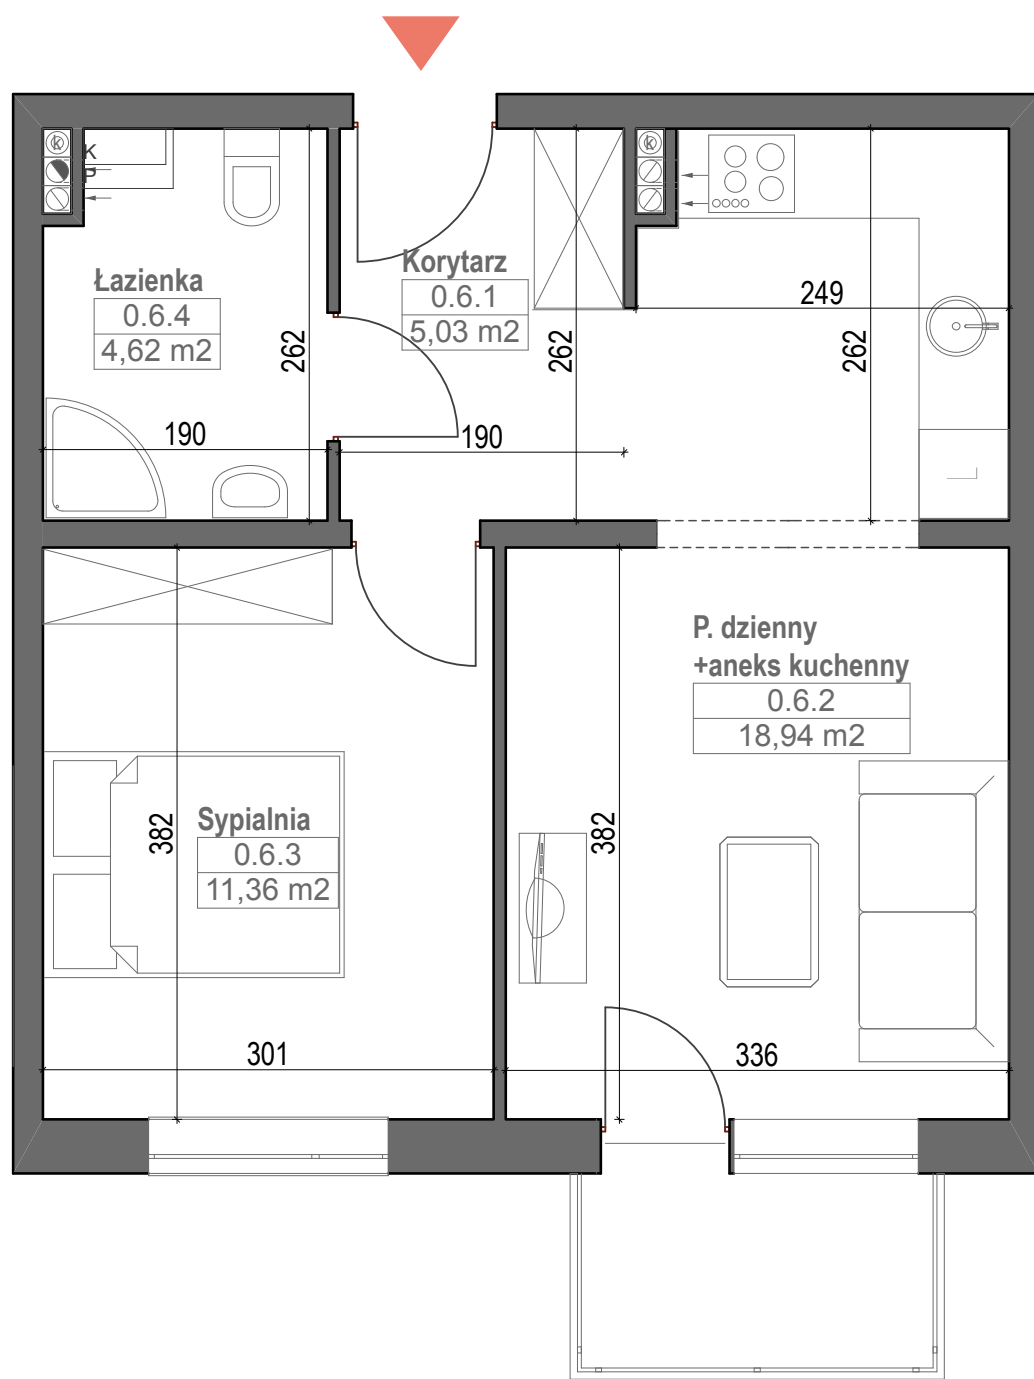 K
K
P
K
Łazienka
0.6.4
4,62 m2
Korytarz
0.6.1
5,03 m2
249
262
262
262
190
190
P. dzienny
+aneks kuchenny
0.6.2
18,94 m2
Sypialnia
0.6.3
11,36 m2
382
382
301
336